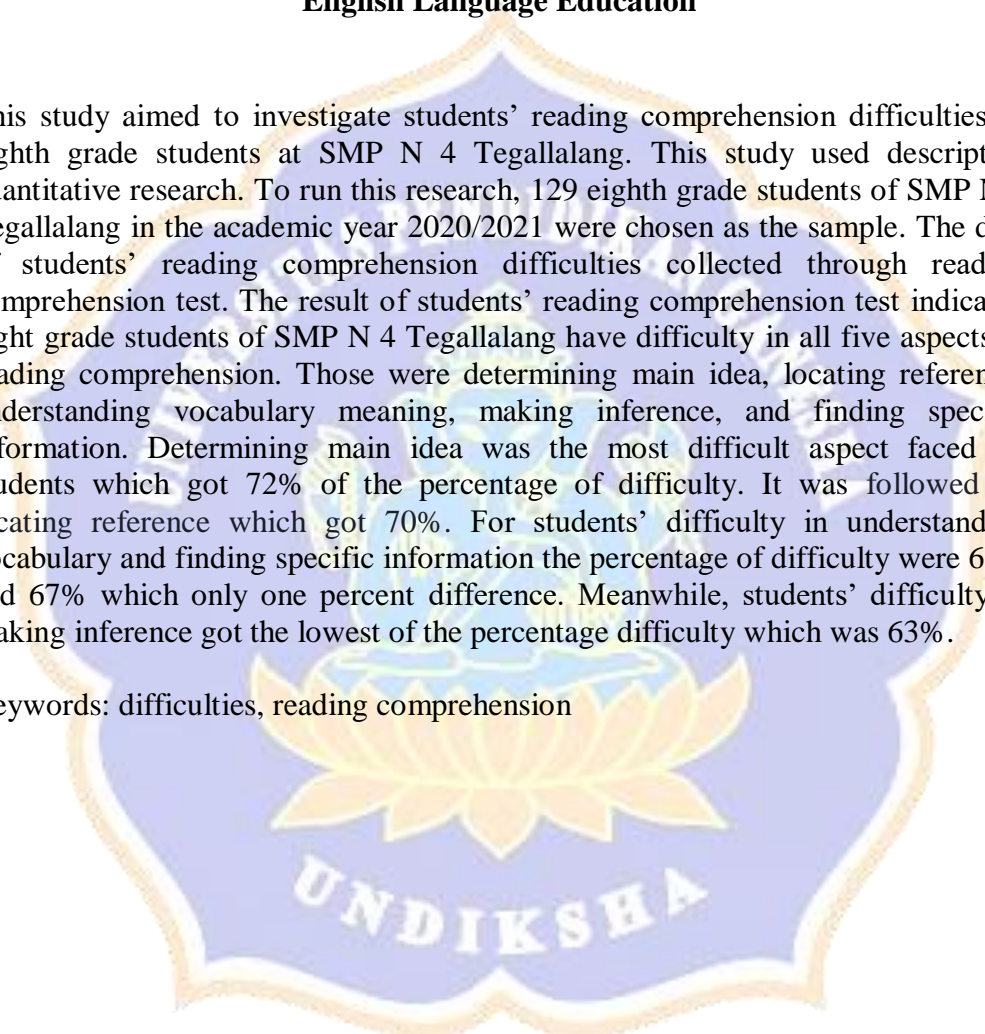 English Language Education
his study aimed to investigate students’ reading comprehension difficulties
ghth grade students at SMP N 4 Tegallalang. This study used descript
uantitative research. To run this research, 129 eighth grade students of SMP N
egallalang in the academic year 2020/2021 were chosen as the sample. The d
f students’ reading comprehension difficulties collected through read
mprehension test. The result of students’ reading comprehension test indica
ght grade students of SMP N 4 Tegallalang have difficulty in all five aspects
ading comprehension. Those were determining main idea, locating referen
nderstanding vocabulary meaning, making inference, and finding spec
formation. Determining main idea was the most difficult aspect faced
udents which got 72% of the percentage of difficulty. It was followed
cating reference which got 70%. For students’ difficulty in understand
ocabulary and finding specific information the percentage of difficulty were 6
d 67% which only one percent difference. Meanwhile, students’ difficulty
aking inference got the lowest of the percentage difficulty which was 63%.
eywords: difficulties, reading comprehension
UNDIKSHA